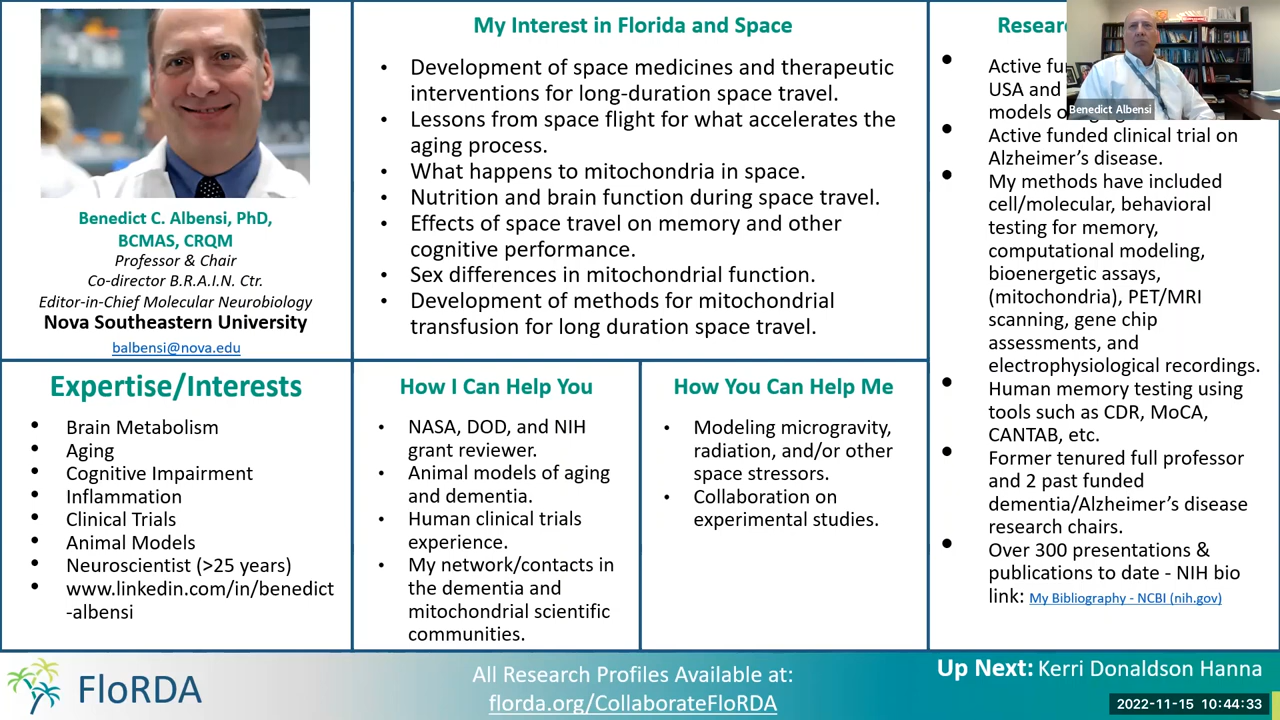 Benedict C. Albensi, PhD,
BCMAS, CRQM
Professor & Chair
Co-director B.R.A.I.N. Ctr.
Editor-in-Chief Molecular Neurobiology
Nova Southeastern University
balbensi@nova.edu
My Interest in Florida and Space
• Development of space medicines and therapeutic
interventions for long-duration space travel.
• Lessons from space flight for what accelerates the
aging process.
• What happens to mitochondria in space.
• Nutrition and brain function during space travel.
• Effects of space travel on memory and other
cognitive performance.
• Sex differences in mitochondrial function.
• Development of methods for mitochondrial
transfusion for long duration space travel.
Expertise/Interests
• Brain Metabolism
• Aging
• Cognitive Impairment
• Inflammation
• Clinical Trials
• Animal Models
• Neuroscientist (>25 years)
• www.linkedin.com/in/benedict
-albensi
How I Can Help You
• NASA, DOD, and NIH
grant reviewer.
• Animal models of aging
and dementia.
• Human clinical trials
experience.
• My network/contacts in
the dementia and
mitochondrial scientific
communities.
How You Can Help Me
• Modeling microgravity,
radiation, and/or other
space stressors.
• Collaboration on
experimental studies.
• Active
USA and
models
• Active funded clinical trial on
Alzheimer's disease.
• My methods have included
cell/molecular, behavioral
testing for memory,
computational modeling,
bioenergetic assays,
(mitochondria), PET/MRI
scanning, gene chip
assessments, and
electrophysiological recordings.
• Human memory testing using
tools such as CDR, MoCA,
CANTAB, etc.
• Former tenured full professor
and 2 past funded
dementia/Alzheimer's disease
research chairs.
• Over 300 presentations &
publications to date - NIH bio
link: My Bibliography - NCBI (nih.gov)
Benedict Albensi
FloRDA
All Research Profiles Available at:
florda.org/CollaborateFloRDA
Up Next: Kerri Donaldson Hanna
2022-11-15 10:44:33